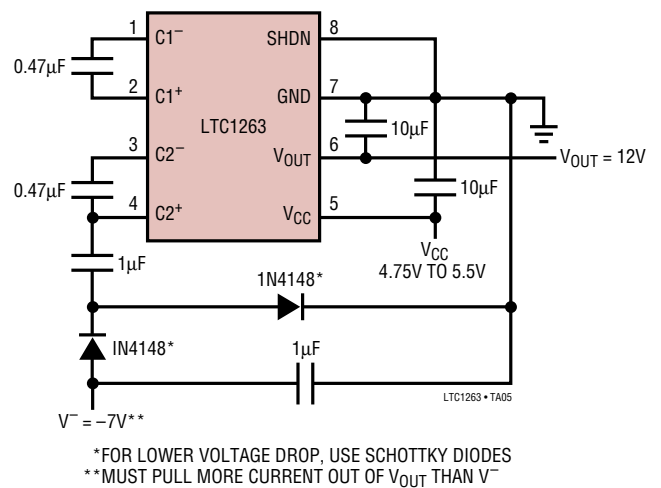 1 C1⁻ SHDN 8
0.47µF
2 C1⁺ GND 7
LTC1263
10µF
3 C2⁻ V_OUT 6
V_OUT = 12V
0.47µF
10µF
4 C2⁺ V_CC 5
1µF
V_CC
4.75V TO 5.5V
1N4148*
IN4148*
1µF
LTC1263 • TA05
V⁻ = −7V**
*FOR LOWER VOLTAGE DROP, USE SCHOTTKY DIODES
**MUST PULL MORE CURRENT OUT OF V_OUT THAN V⁻